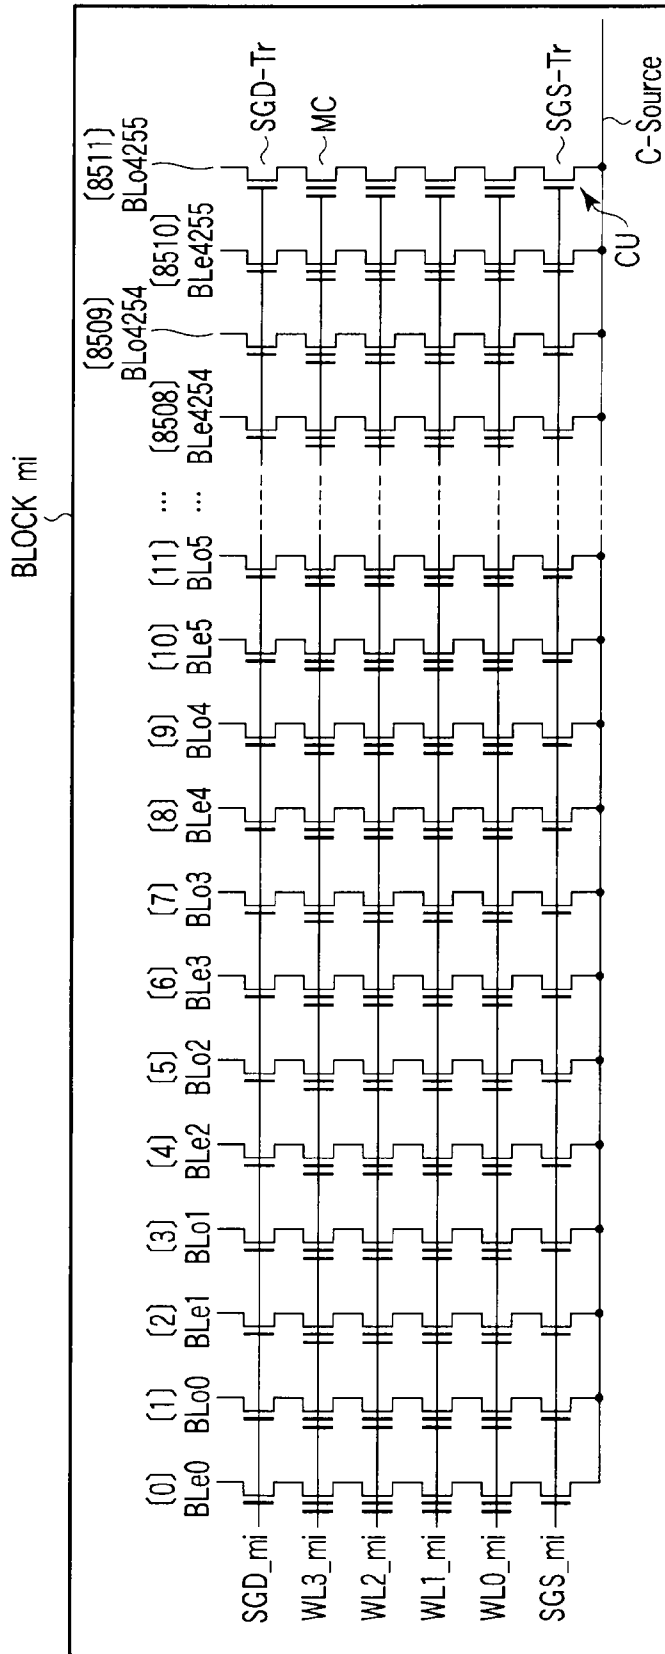 BLOCK mi
(0) (1) (2) (3) (4) (5) (6) (7) (8) (9) (10) (11) ... (8508) (8509) (8510) (8511)
BLe0 BLo0 BLe1 BLo1 BLe2 BLo2 BLe3 BLo3 BLe4 BLo4 BLe5 BLo5 ... BLe4254 BLo4254 BLe4255 BLo4255
SGD_mi
SGD-Tr
WL3_mi
MC
WL2_mi
WL1_mi
WL0_mi
SGS_mi
SGS-Tr
CU
C-Source